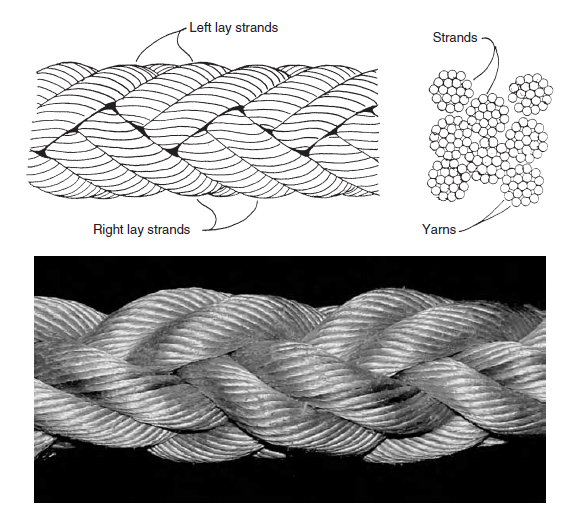 Left lay strands
Strands
Right lay strands
Yarns